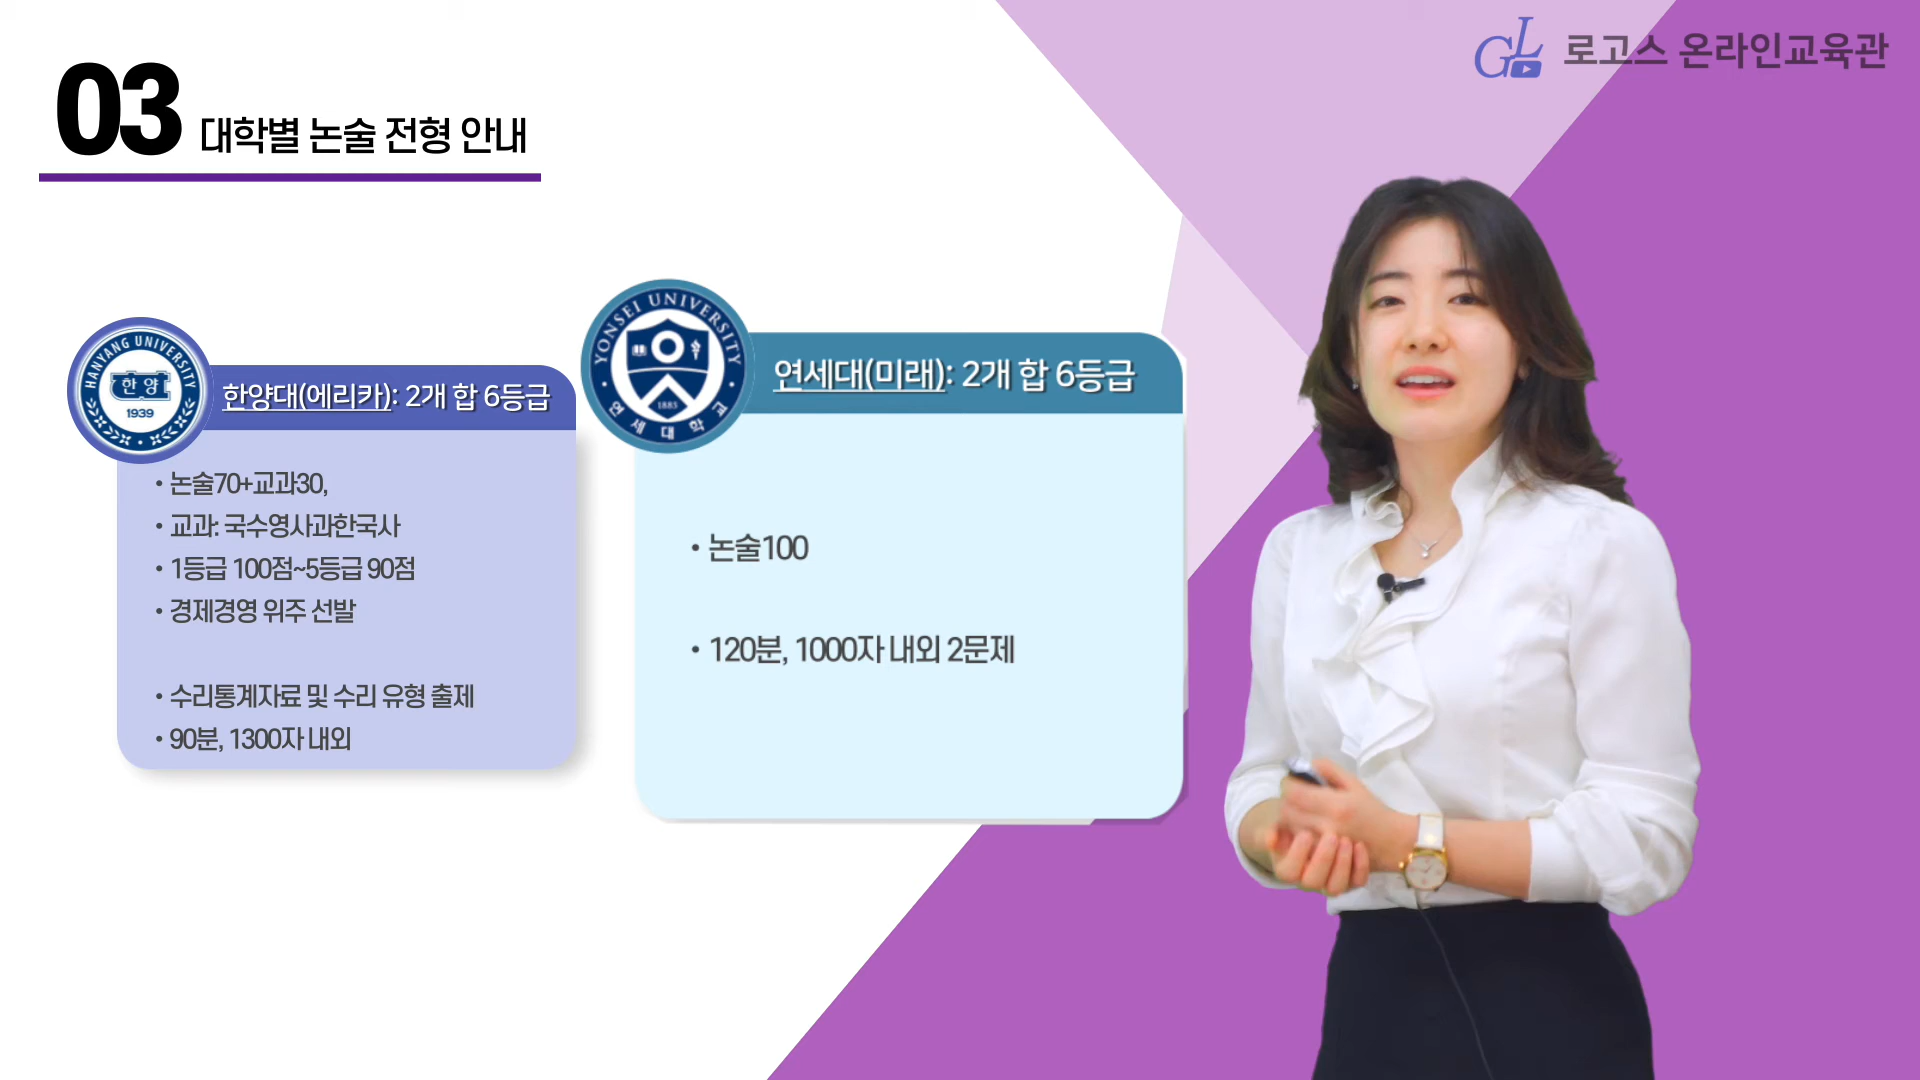 03 대학별 논술 전형 안내
GL 로고스 온라인교육관
HANYANG UNIVERSITY
한양
1939
한양대(에리카): 2개 합 6등급
• 논술70+교과30,
• 교과: 국수영사과한국사
• 1등급 100점~5등급 90점
• 경제경영 위주 선발
• 수리통계자료 및 수리 유형 출제
• 90분, 1300자 내외
YONSEI UNIVERSITY
1885
연세대학교
연세대(미래): 2개 합 6등급
• 논술100
• 120분, 1000자 내외 2문제